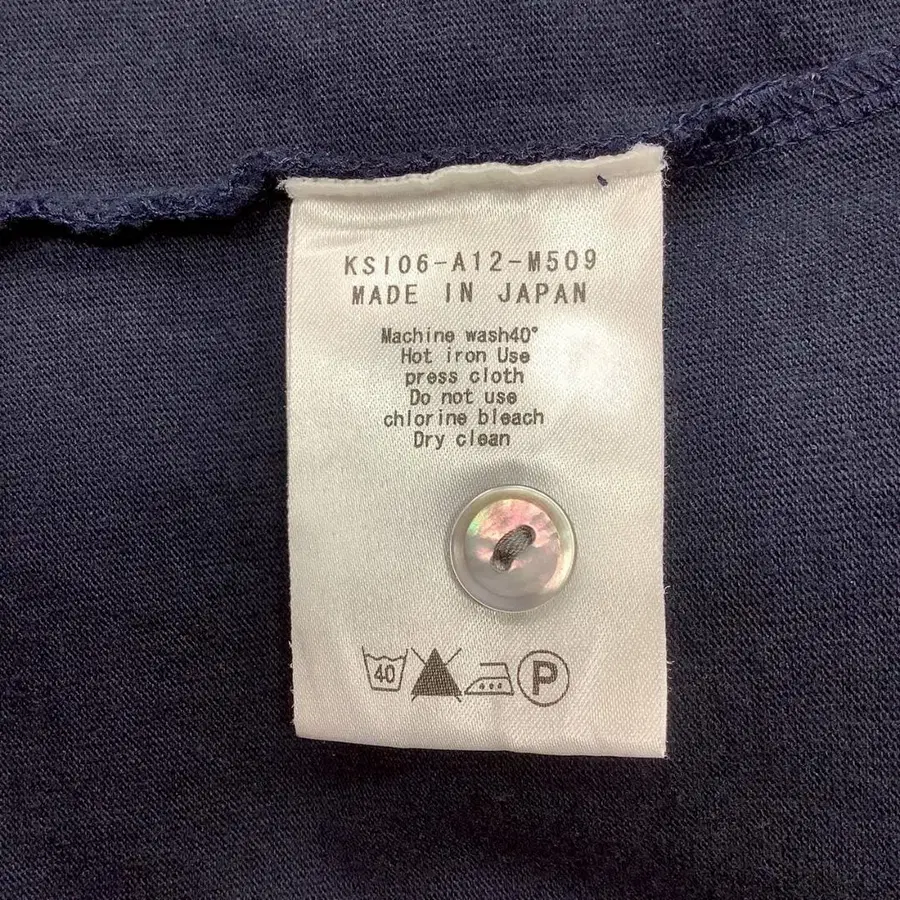 KSI06-A12-M509
MADE IN JAPAN
Machine wash40°
Hot iron Use
press cloth
Do not use
chlorine bleach
Dry clean
40
P